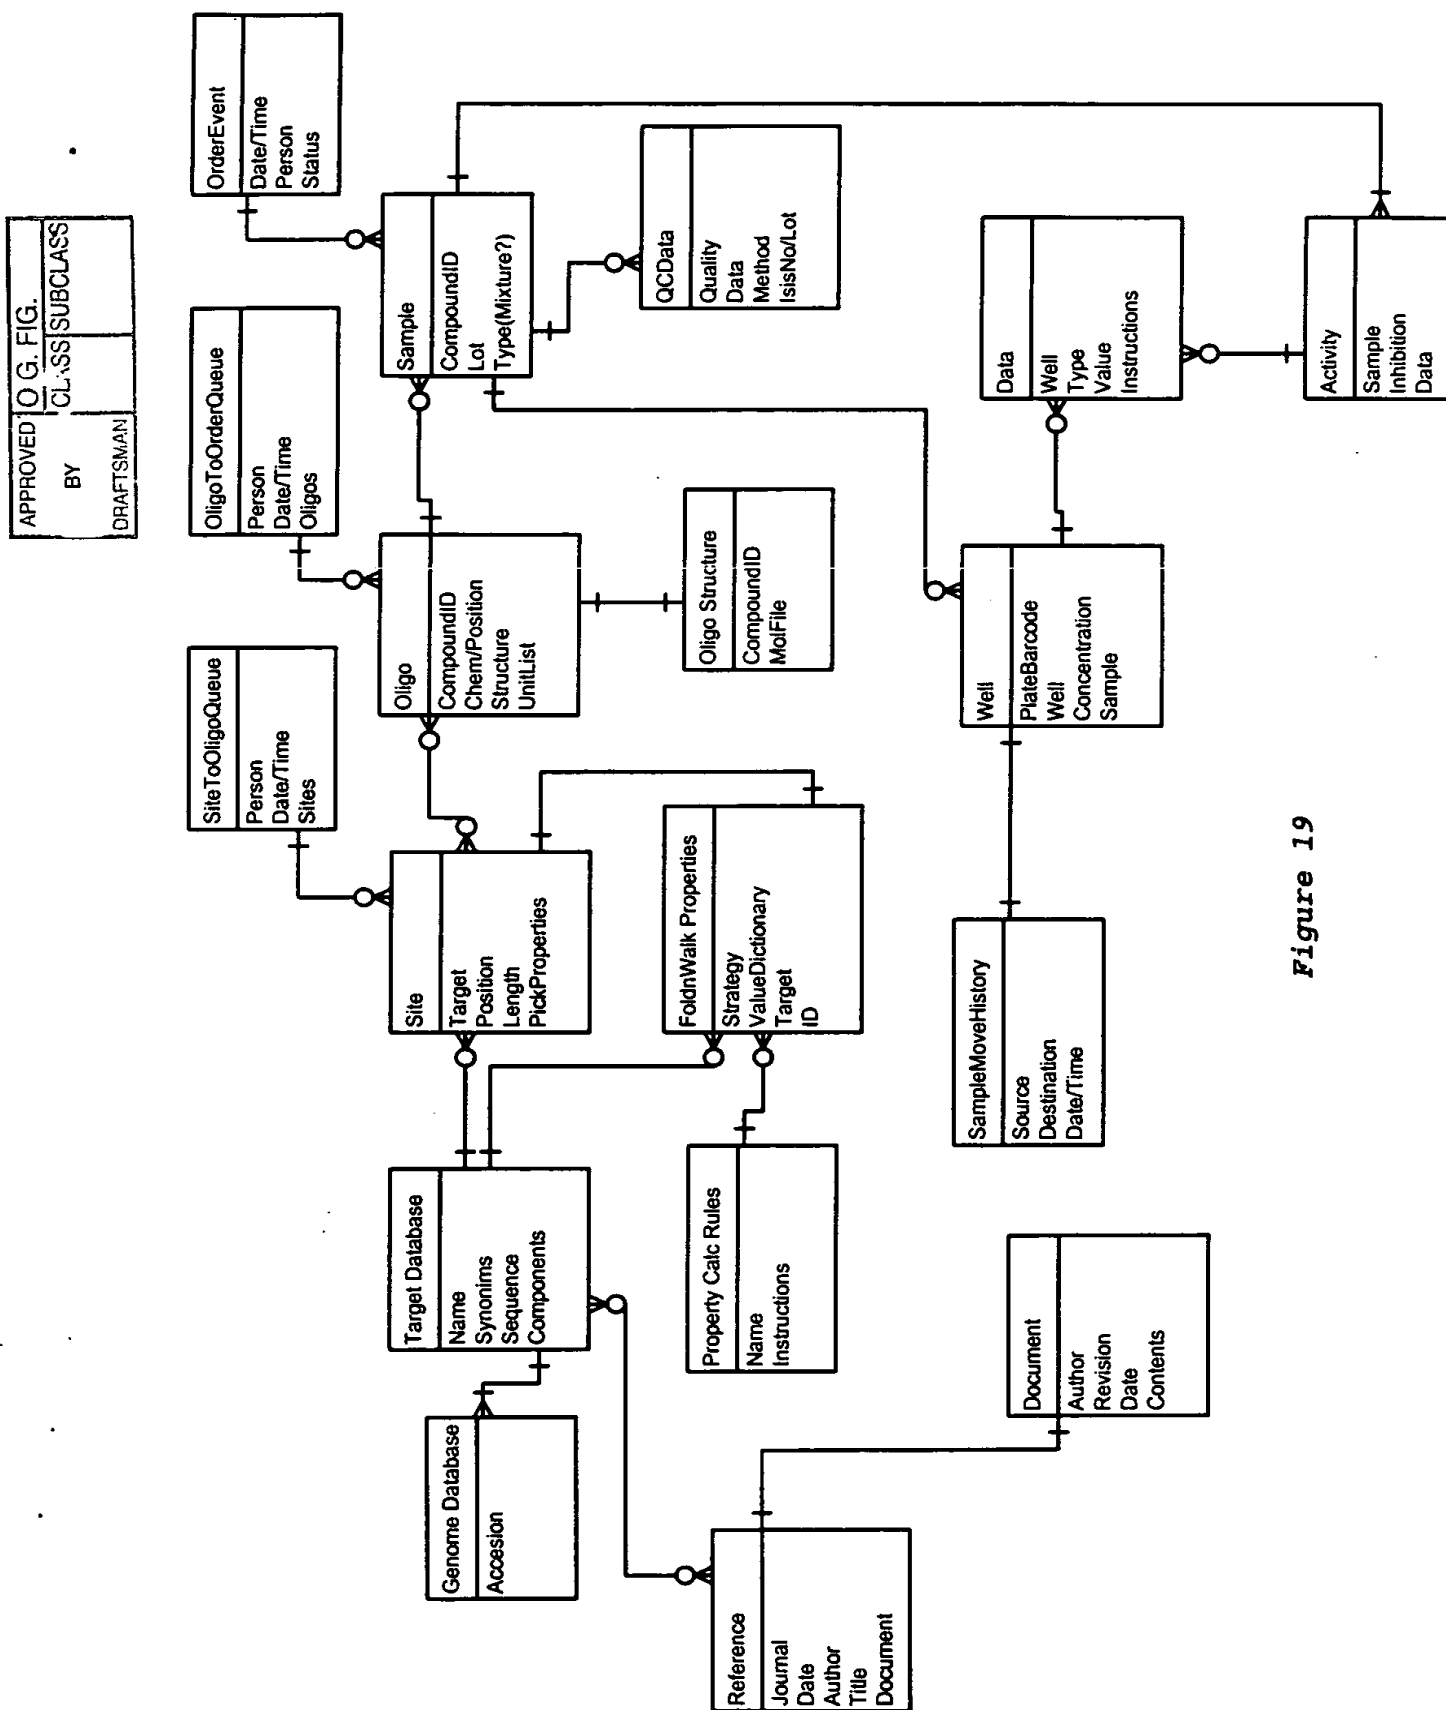 APPROVED
O G. FIG.
BY
CLASS
SUBCLASS
DRAFTSMAN
OrderEvent
Date/Time
Person
Status
OligoToOrderQueue
Person
Date/Time
Oligos
SiteToOligoQueue
Person
Date/Time
Sites
Sample
CompoundID
Lot
Type(Mixture?)
Oligo
CompoundID
Chem/Position
Structure
UnitList
Site
Target
Position
Length
PickProperties
Target Database
Name
Synonims
Sequence
Components
Genome Database
Accesion
QCData
Quality
Data
Method
IsisNo/Lot
Oligo Structure
CompoundID
MolFile
FoldnWalk Properties
Strategy
ValueDictionary
Target
ID
Property Calc Rules
Name
Instructions
Reference
Journal
Date
Author
Title
Document
Data
Well
Type
Value
Instructions
Well
PlateBarcode
Well
Concentration
Sample
SampleMoveHistory
Source
Destination
Date/Time
Document
Author
Revision
Date
Contents
Activity
Sample
Inhibition
Data
Figure 19